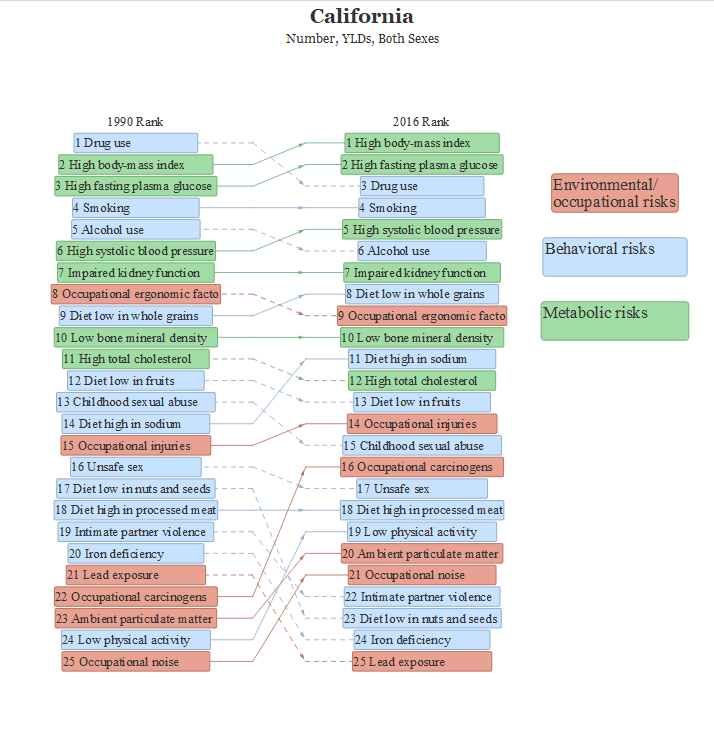 California
Number, YLDs, Both Sexes
1990 Rank
2016 Rank
1 Drug use
1 High body-mass index
2 High body-mass index
2 High fasting plasma glucose
3 High fasting plasma glucose
3 Drug use
4 Smoking
4 Smoking
5 Alcohol use
5 High systolic blood pressure
6 High systolic blood pressure
6 Alcohol use
7 Impaired kidney function
7 Impaired kidney function
8 Occupational ergonomic facto
8 Diet low in whole grains
9 Diet low in whole grains
9 Occupational ergonomic facto
10 Low bone mineral density
10 Low bone mineral density
11 High total cholesterol
11 Diet high in sodium
12 Diet low in fruits
12 High total cholesterol
13 Childhood sexual abuse
13 Diet low in fruits
14 Diet high in sodium
14 Occupational injuries
15 Occupational injuries
15 Childhood sexual abuse
16 Unsafe sex
16 Occupational carcinogens
17 Diet low in nuts and seeds
17 Unsafe sex
18 Diet high in processed meat
18 Diet high in processed meat
19 Intimate partner violence
19 Low physical activity
20 Iron deficiency
20 Ambient particulate matter
21 Lead exposure
21 Occupational noise
22 Occupational carcinogens
22 Intimate partner violence
23 Ambient particulate matter
23 Diet low in nuts and seeds
24 Low physical activity
24 Iron deficiency
25 Occupational noise
25 Lead exposure
Environmental/
occupational risks
Behavioral risks
Metabolic risks